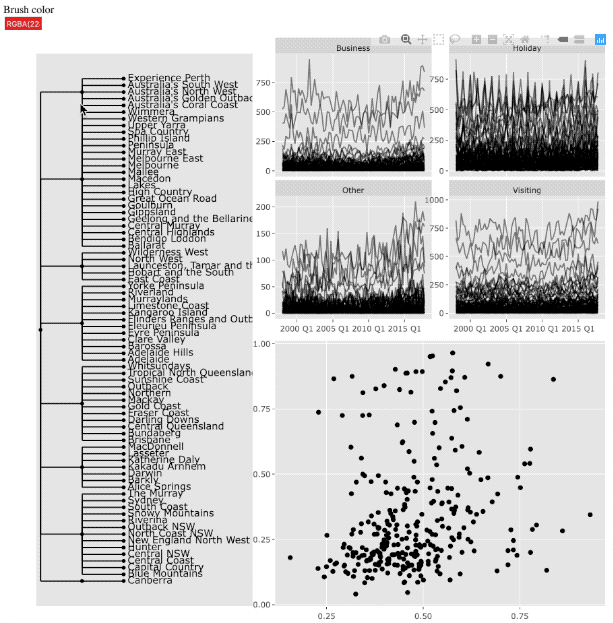 Brush color
RGBA(22
Experience Perth
Australia's South West
Australia's North West
Australia's Golden Outbac
Australia's Coral Coast
Wimmera
Western Grampians
Upper Yarra
Spa Country
Phillip Island
Peninsula
Murray East
Melbourne East
Melbourne
Mallee
Macedon
Lakes
High Country
Great Ocean Road
Goulburn
Gippsland
Geelong and the Bellarine
Central Murray
Central Highlands
Bendigo Loddon
Ballarat
Wilderness West
North West
Launceston, Tamar and th
Hobart and the South
East Coast
Yorke Peninsula
Riverland
Murraylands
Limestone Coast
Kangaroo Island
Flinders Ranges and Outb
Fleurieu Peninsula
Eyre Peninsula
Clare Valley
Barossa
Adelaide Hills
Adelaide
Whitsundays
Tropical North Queenslan
Sunshine Coast
Outback
Northern
Mackay
Gold Coast
Fraser Coast
Darling Downs
Central Queensland
Bundaberg
Brisbane
MacDonnell
Lasseter
Katherine Daly
Kakadu Arnhem
Darwin
Barkly
Alice Springs
The Murray
Sydney
South Coast
Snowy Mountains
Riverina
Outback NSW
North Coast NSW
New England North West
Hunter
Central NSW
Central Coast
Capital Country
Blue Mountains
Canberra
Business
750
500
250
0
Holiday
750
500
250
0
Other
200
150
100
50
0
2000 Q1 2005 Q1 2010 Q1 2015 Q1
Visiting
1000
750
500
250
0
2000 Q1 2005 Q1 2010 Q1 2015 Q1
1.00
0.75
0.50
0.25
0.00
0.25 0.50 0.75